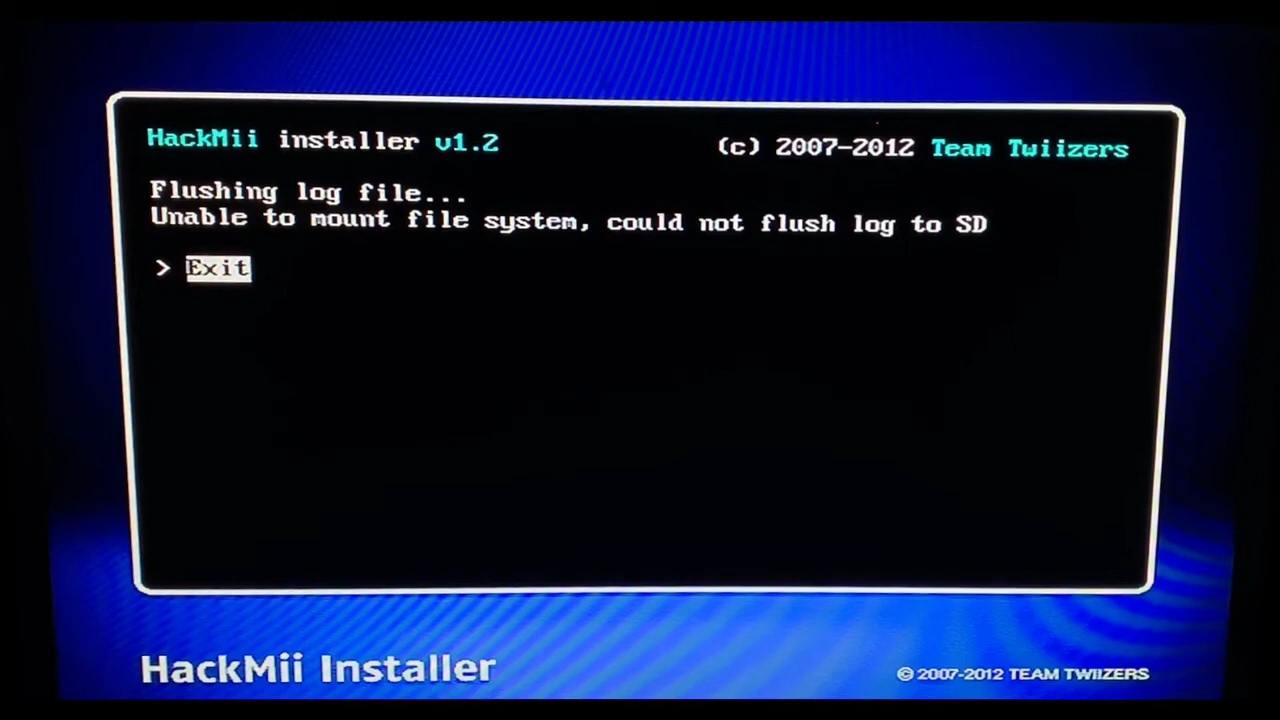 HackMii installer v1.2
(c) 2007-2012 Team Twiizers
Flushing log file...
Unable to mount file system, could not flush log to SD
> Exit
HackMii Installer
© 2007-2012 TEAM TWIIZERS